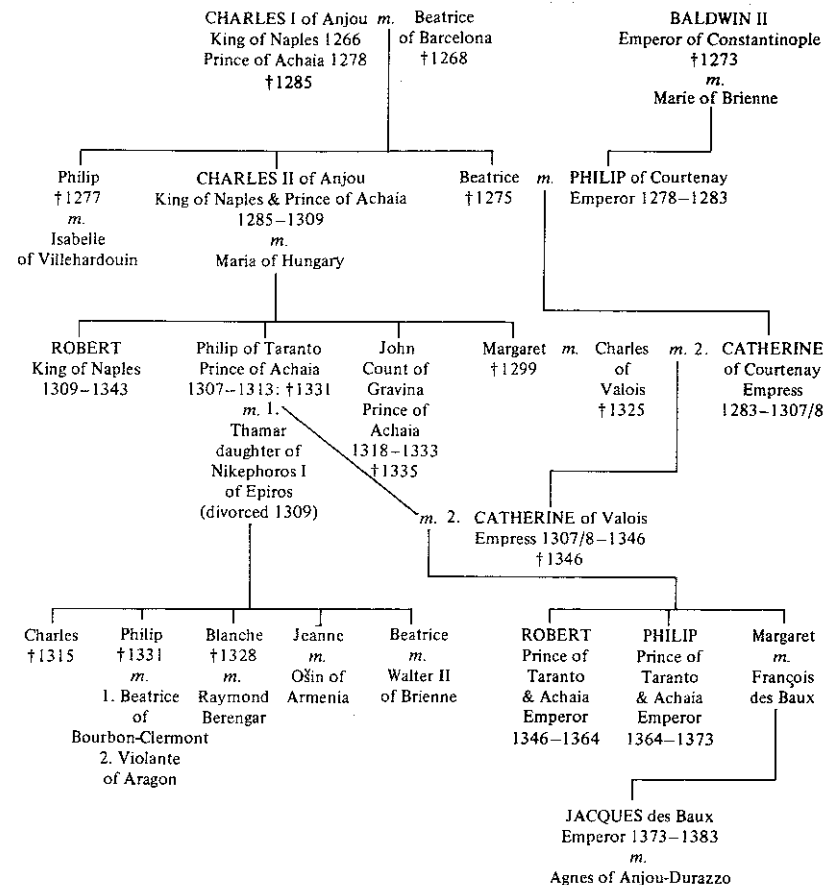 CHARLES I of Anjou m. Beatrice
King of Naples 1266 of Barcelona
Prince of Achaia 1278 †1268
†1285
BALDWIN II
Emperor of Constantinople
†1273
m.
Marie of Brienne
Philip
†1277
m.
Isabelle
of Villehardouin
CHARLES II of Anjou
King of Naples & Prince of Achaia
1285–1309
m.
Maria of Hungary
Beatrice m. PHILIP of Courtenay
†1275 Emperor 1278–1283
ROBERT
King of Naples
1309–1343
Philip of Taranto
Prince of Achaia
1307–1313: †1331
m. 1.
Thamar
daughter of
Nikephoros I
of Epiros
(divorced 1309)
John
Count of
Gravina
Prince of
Achaia
1318–1333
†1335
Margaret m. Charles m. 2. CATHERINE
†1299 of of Courtenay
Valois Empress
†1325 1283–1307/8
m. 2. CATHERINE of Valois
Empress 1307/8–1346
†1346
Charles
†1315
Philip
†1331
m.
1. Beatrice
of
Bourbon-Clermont
2. Violante
of Aragon
Blanche
†1328
m.
Raymond
Berengar
Jeanne
m.
Ošin of
Armenia
Beatrice
m.
Walter II
of Brienne
ROBERT
Prince of
Taranto
& Achaia
Emperor
1346–1364
PHILIP
Prince of
Taranto
& Achaia
Emperor
1364–1373
Margaret
m.
François
des Baux
JACQUES des Baux
Emperor 1373–1383
m.
Agnes of Anjou-Durazzo